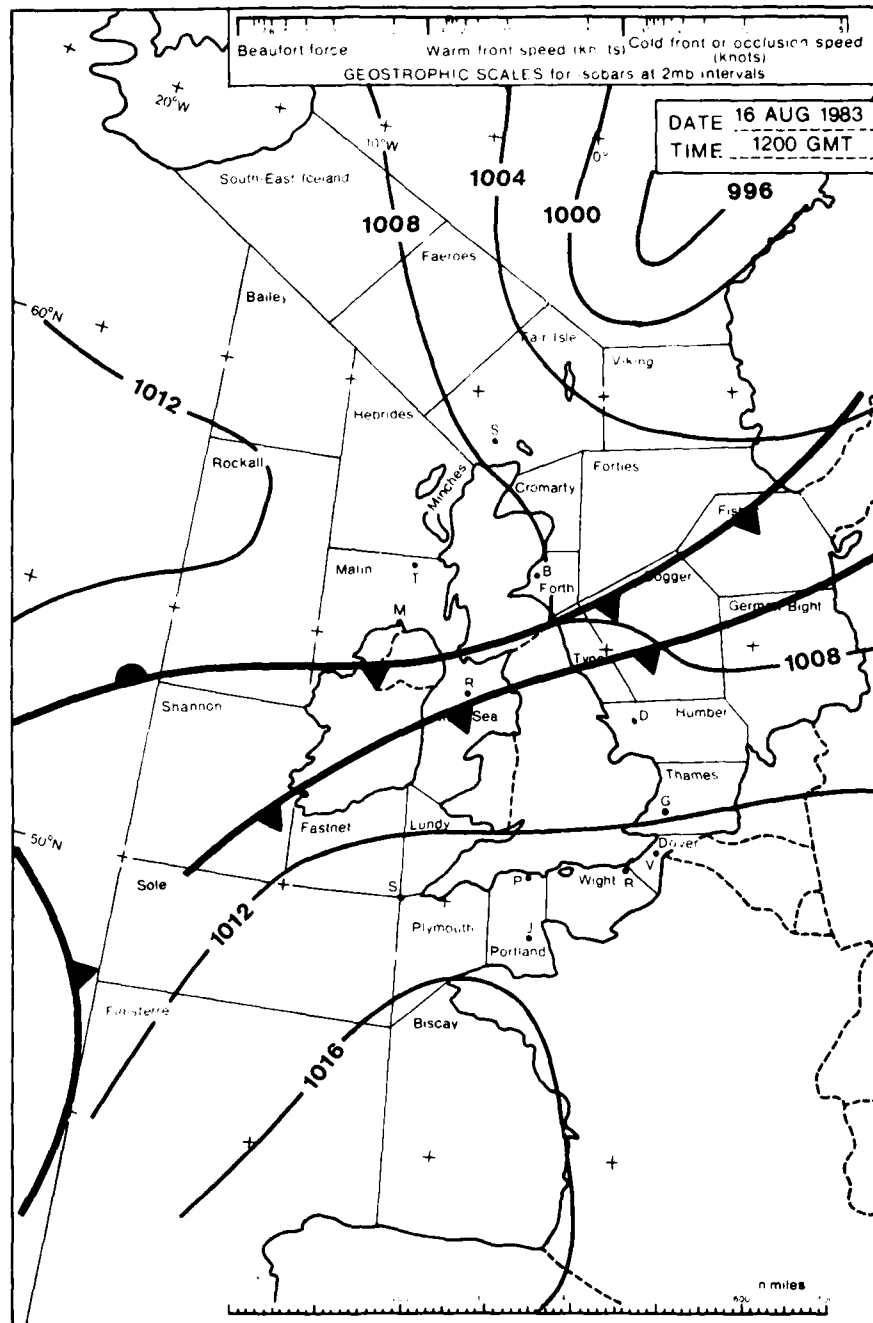 Beaufort force
Warm front speed
Cold front or occlusion speed
(knots)
GEOSTROPHIC SCALES for isobars at 2mb intervals
DATE 16 AUG 1983
TIME 1200 GMT
20°W
10°W
0°
South-East Iceland
1008
1004
1000
996
Faeroes
Bailey
60°N
1012
Fair Isle
Viking
Hebrides
Rockall
Minches
S
Cromarty
Forties
Malin
T
B
Forth
Dogger
German Bight
M
Shannon
R
Sea
D
Humber
1008
Thames
G
Fastnet
Lundy
50°N
Dover
V
Sole
S
P
Wight
R
1012
Plymouth
J
Portland
Finisterre
Biscay
1016
n miles
600